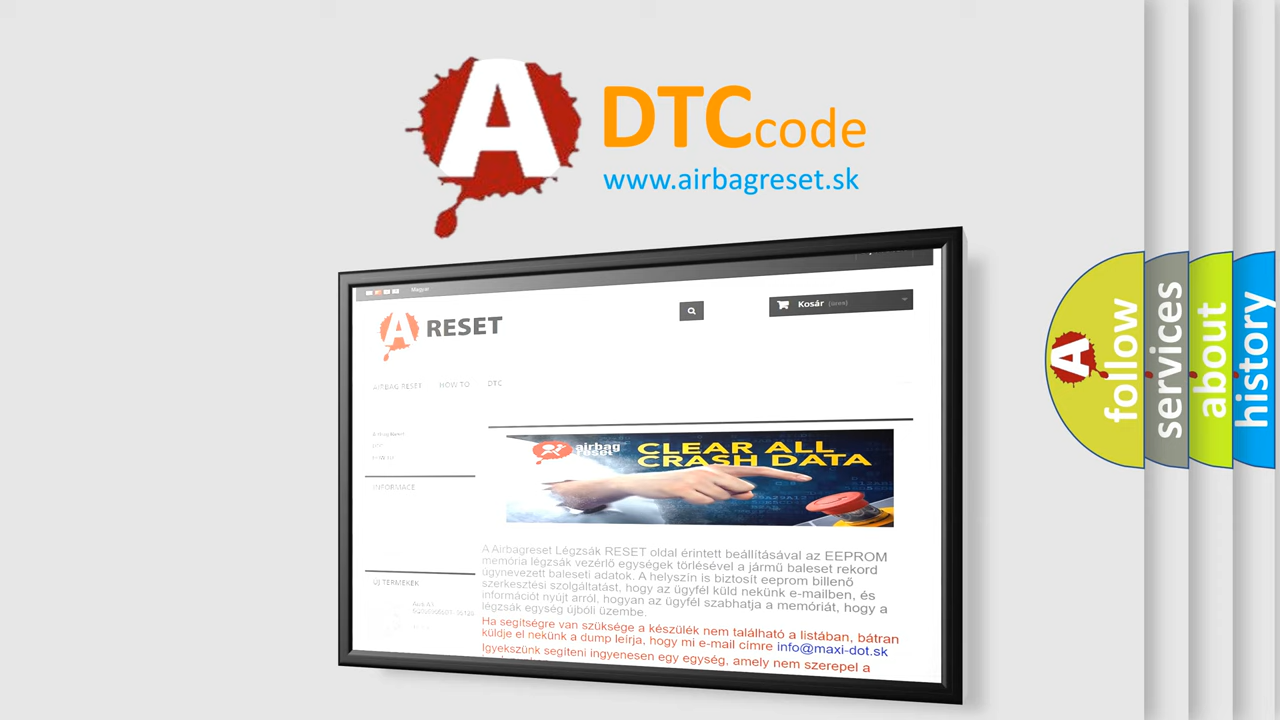 A
DTCcode
www.airbagreset.sk
Magyar
A RESET
Kosár
AIRBAG RESET HOW TO DTC
INFORMACE
airbag
reset
CLEAR ALL
CRASH DATA
A Airbagreset Légzsák RESET oldal érintett beállításával az EEPROM
memória légzsák vezérlő egységek törlésével a jármű baleset rekord
úgynevezett baleseti adatok. A helyszín is biztosít eeprom billenő
szerkesztési szolgáltatást, hogy az ügyfél küld nekünk e-mailben, és
információt nyújt arról, hogyan az ügyfél szabhatja a memóriát, hogy a
légzsák egység újbóli üzembe.
Ha segítségre van szüksége a készülék nem található a listában, bátran
küldje el nekünk a dump leírja, hogy mi e-mail címre info@maxi-dot.sk
Igyekszünk segíteni ingyenesen egy egység, amely nem szerepel a
ÚJ TERMÉKEK
A
follow
services
about
history